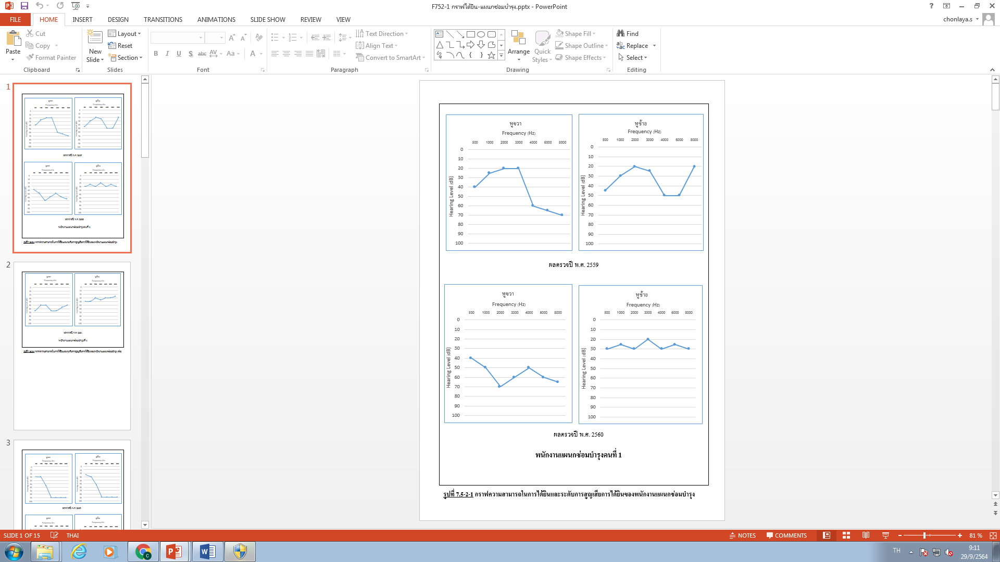 F752-1 กราฟได้ยิน-แผนกซ่อมบำรุง.pptx - PowerPoint
FILE HOME INSERT DESIGN TRANSITIONS ANIMATIONS SLIDE SHOW REVIEW VIEW
chonlaya.s
Paste
Cut
Copy
Format Painter
Clipboard
New Slide
Layout
Reset
Section
Slides
Font
Text Direction
Align Text
Convert to SmartArt
Paragraph
Arrange
Quick Styles
Shape Fill
Shape Outline
Shape Effects
Drawing
Find
Replace
Select
Editing
1
2
3
หูขวา
Frequency (Hz)
500 1000 2000 3000 4000 6000 8000
Hearing Level (dB)
0
10
20
30
40
50
60
70
80
90
100
หูซ้าย
Frequency (Hz)
500 1000 2000 3000 4000 6000 8000
Hearing Level (dB)
0
10
20
30
40
50
60
70
80
90
100
ผลตรวจปี พ.ศ. 2559
หูขวา
Frequency (Hz)
500 1000 2000 3000 4000 6000 8000
Hearing Level (dB)
0
10
20
30
40
50
60
70
80
90
100
หูซ้าย
Frequency (Hz)
500 1000 2000 3000 4000 6000 8000
Hearing Level (dB)
0
10
20
30
40
50
60
70
80
90
100
ผลตรวจปี พ.ศ. 2560
พนักงานแผนกซ่อมบำรุงคนที่ 1
รูปที่ 7.5-2-1 กราฟความสามารถในการได้ยินและระดับการสูญเสียการได้ยินของพนักงานแผนกซ่อมบำรุง
SLIDE 1 OF 15 THAI
NOTES COMMENTS 81 %
TH
9:11
29/9/2564